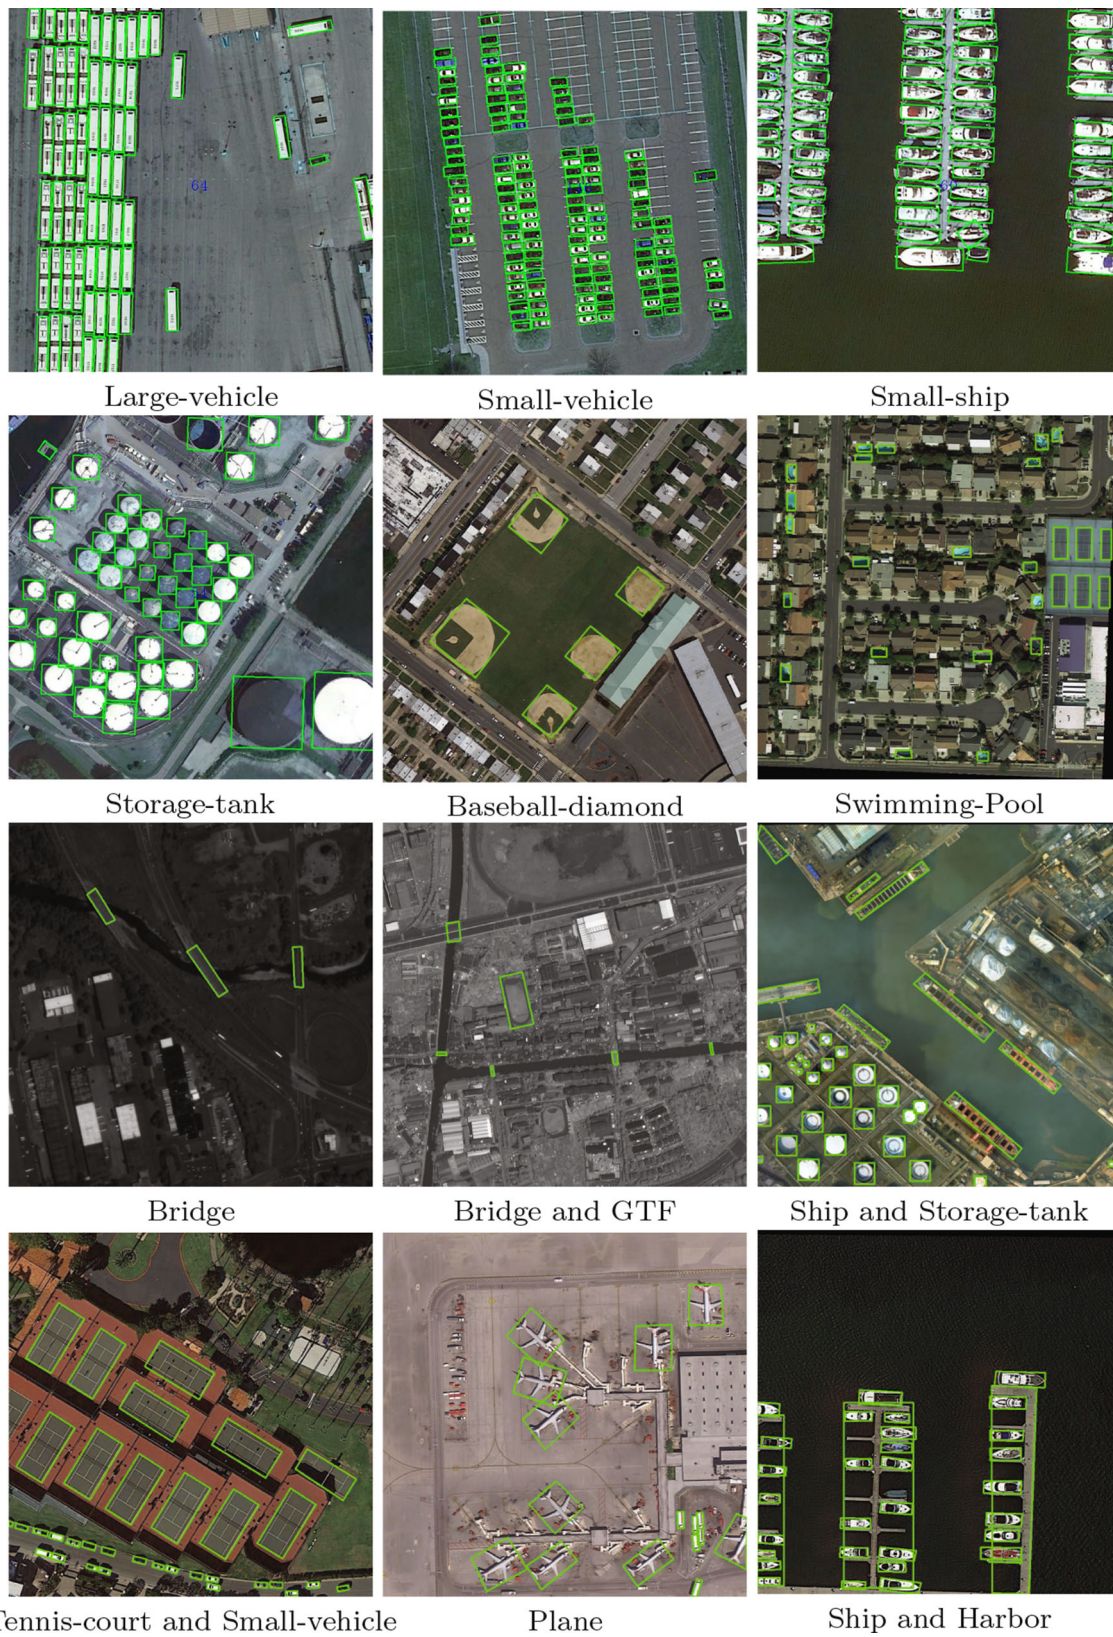 64
Large-vehicle Small-vehicle Small-ship
Storage-tank Baseball-diamond Swimming-Pool
Bridge Bridge and GTF Ship and Storage-tank
Tennis-court and Small-vehicle Plane Ship and Harbor